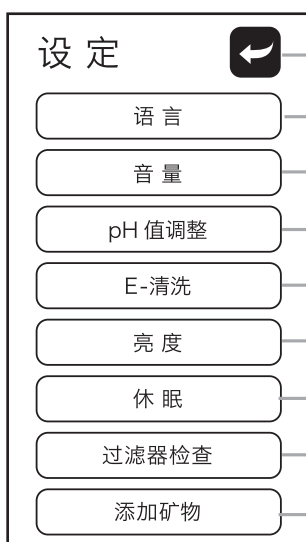 设 定
语 言
音 量
pH 值调整
E-清洗
亮 度
休 眠
过滤器检查
添加矿物